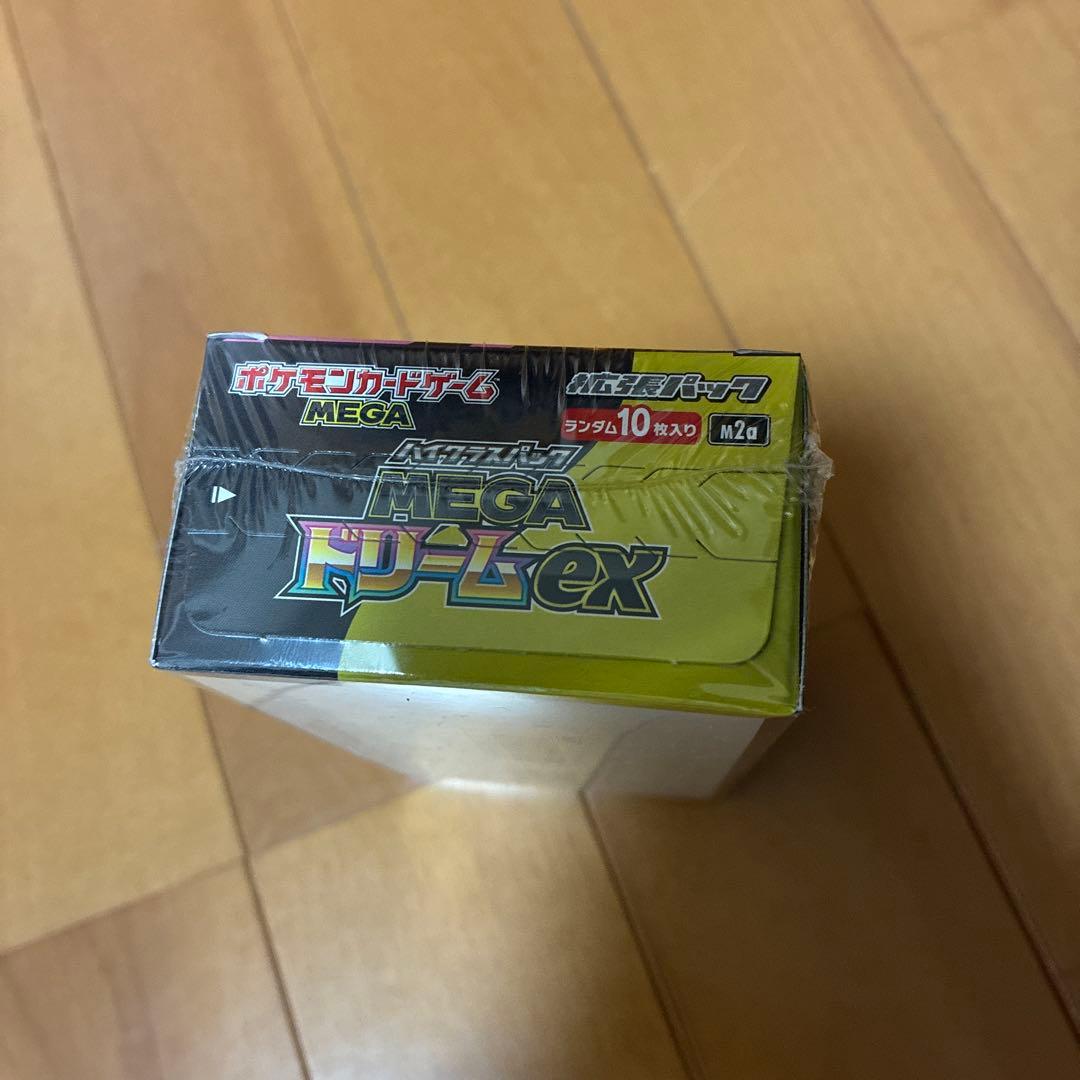 ポケモンカードゲーム
MEGA
拡張パック
ランダム10枚入り M2a
ハイクラスパック
MEGA
ドリームex